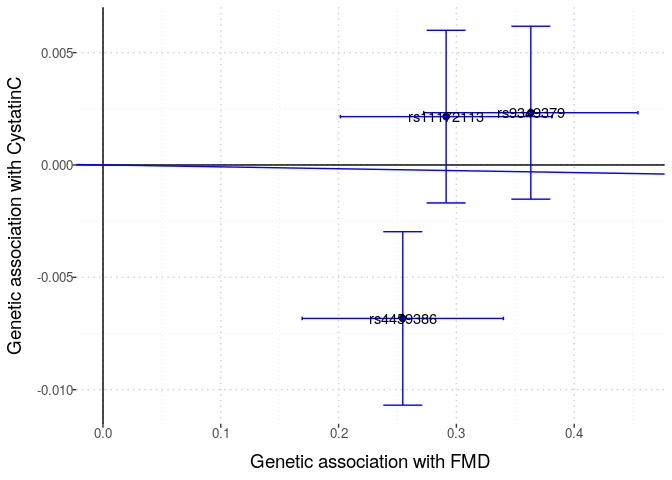 Genetic association with CystatinC
0.005
0.000
-0.005
-0.010
rs11172113
rs9349379
rs4459386
0.0 0.1 0.2 0.3 0.4
Genetic association with FMD